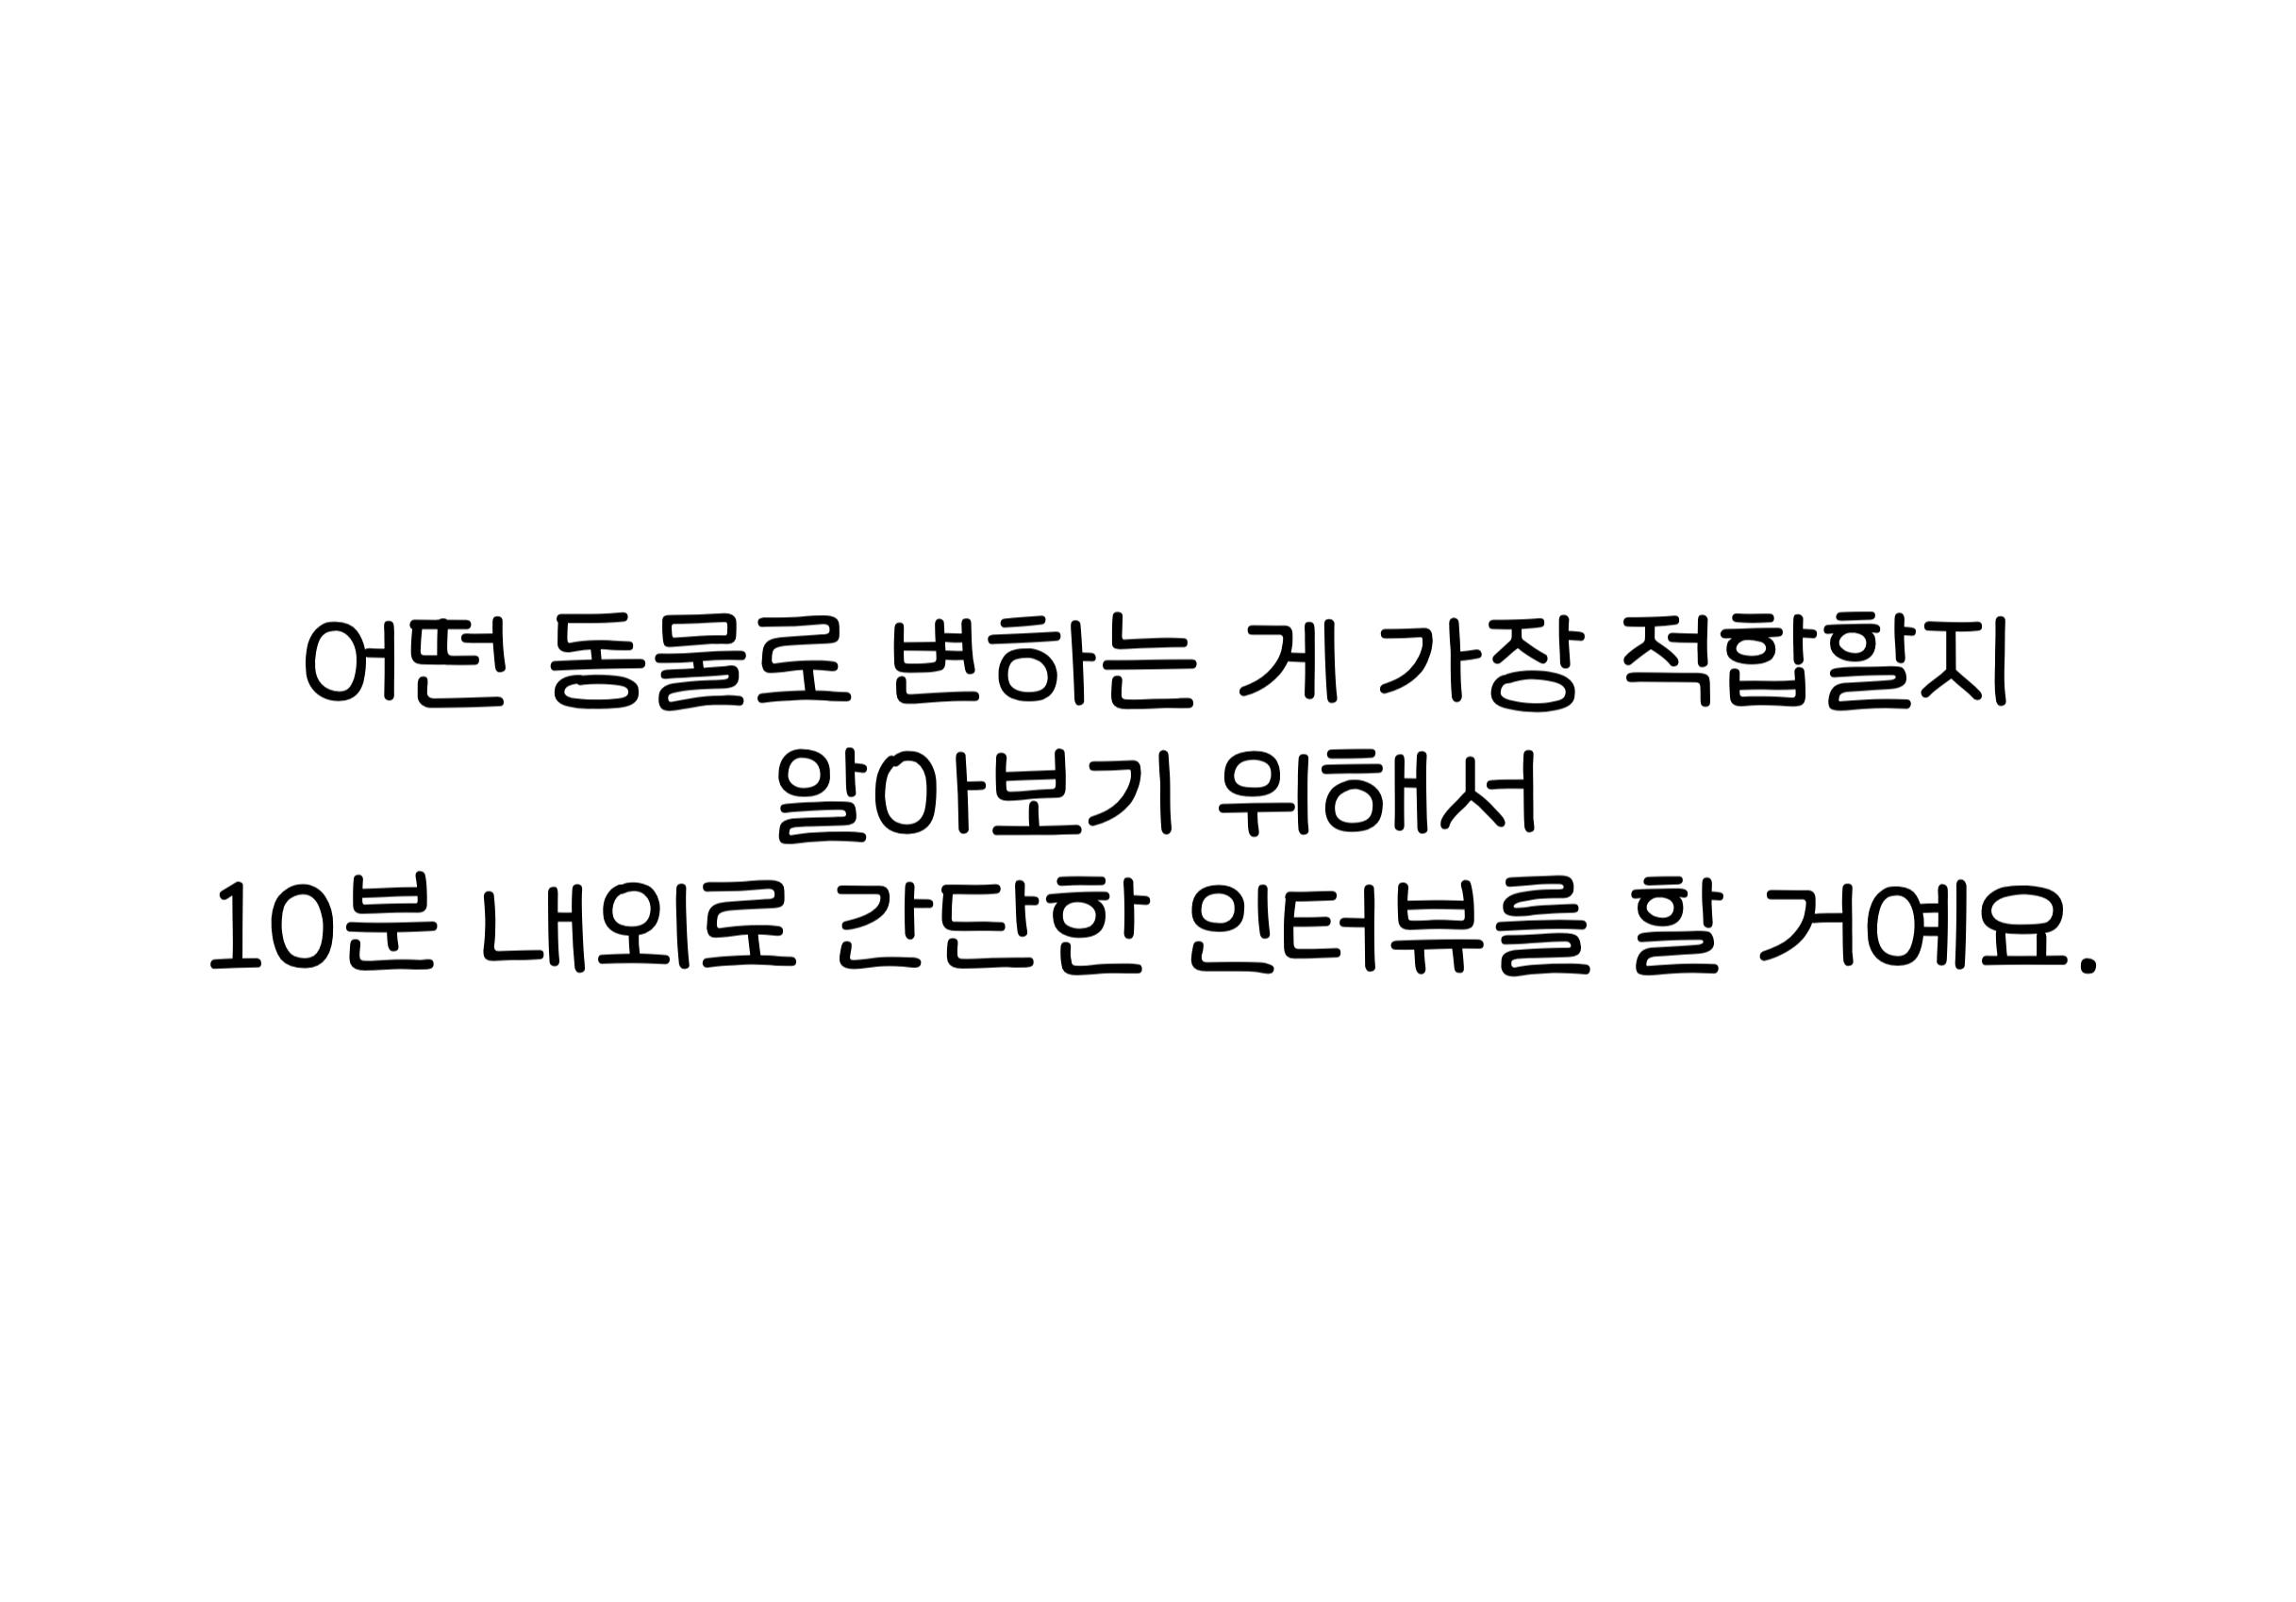 어떤 동물로 변하는 게 가장 적합할지
알아보기 위해서
10분 내외로 간단한 인터뷰를 할 거예요.